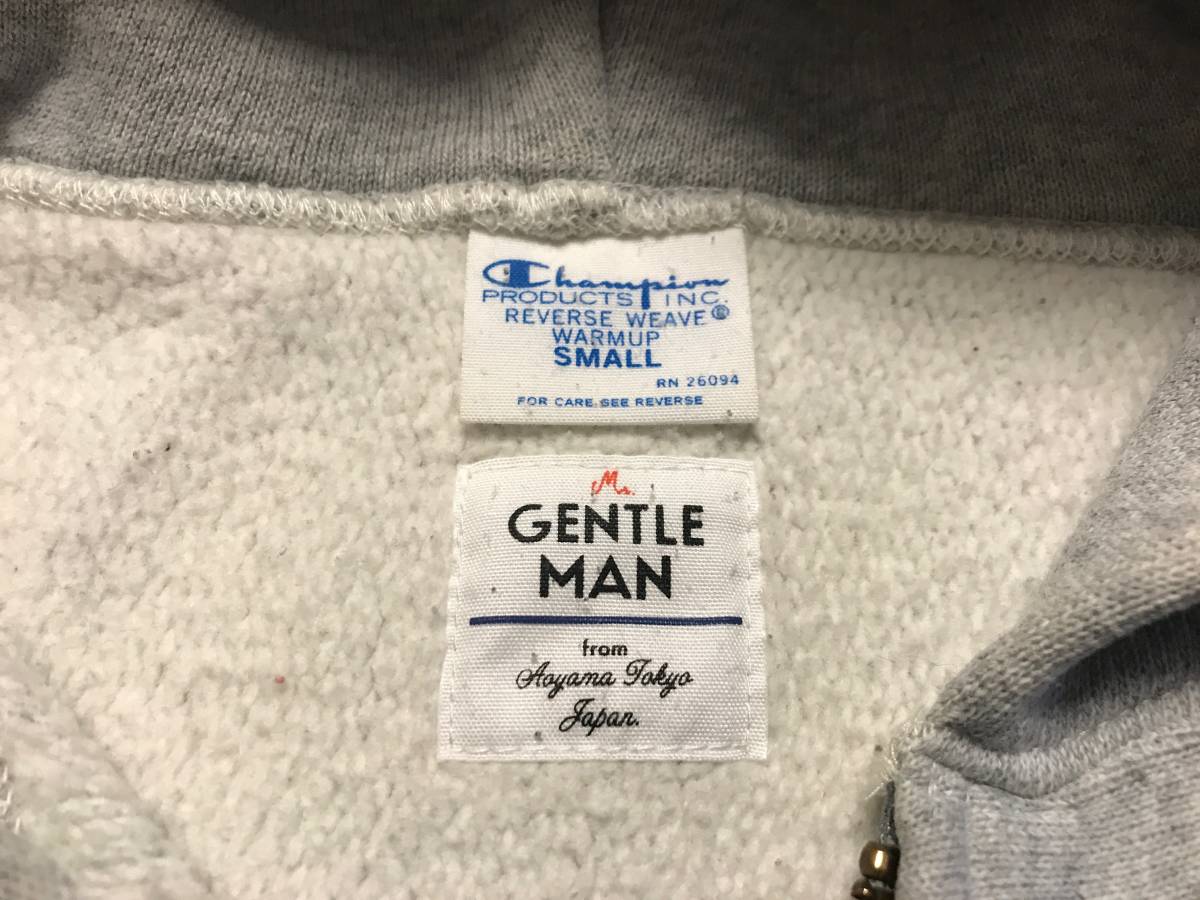 Champion
PRODUCTS INC.
REVERSE WEAVE®
WARMUP
SMALL
RN 26094
FOR CARE SEE REVERSE
Mr.
GENTLE
MAN
from
Aoyama Tokyo
Japan.